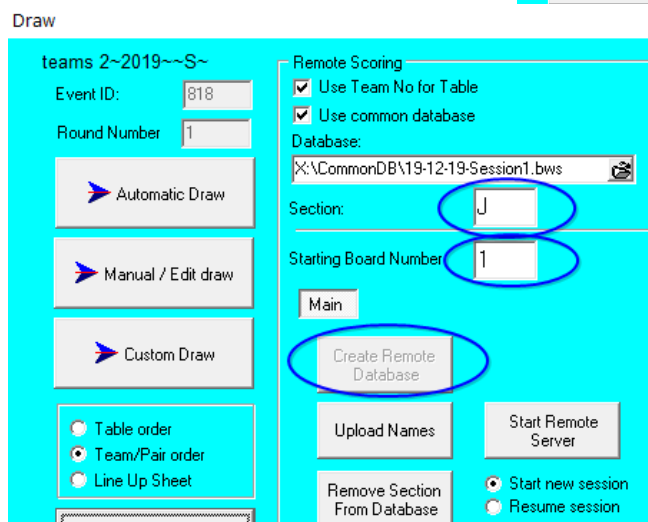 Draw
teams 2~2019~~S~
Event ID: 818
Round Number 1
Automatic Draw
Manual / Edit draw
Custom Draw
Table order
Team/Pair order
Line Up Sheet
Remote Scoring
Use Team No for Table
Use common database
Database:
X:\CommonDB\19-12-19-Session1.bws
Section: J
Starting Board Number 1
Main
Create Remote
Database
Upload Names
Start Remote
Server
Remove Section
From Database
Start new session
Resume session